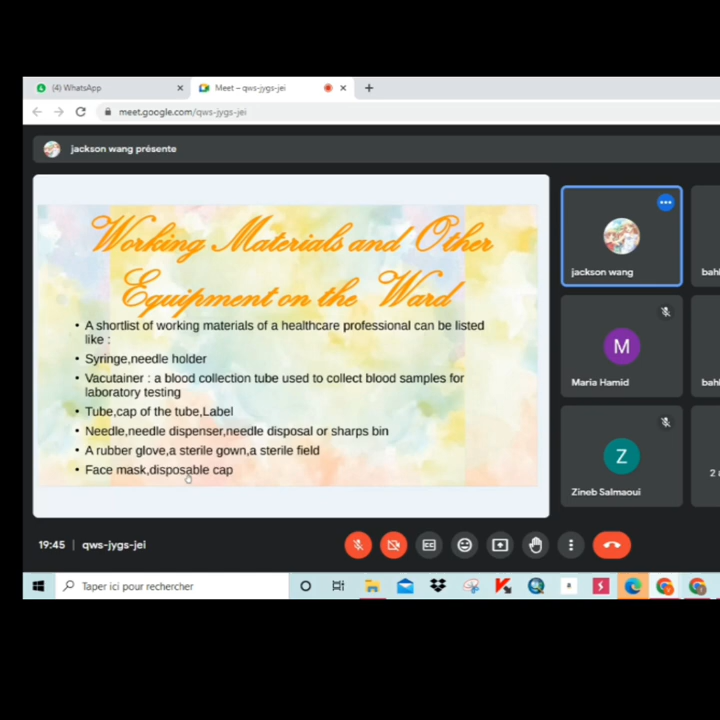 (4) WhatsApp
Meet – qws-jygs-jei
meet.google.com/qws-jygs-jei
jackson wang présente
Working Materials and Other
Equipment on the Ward
• A shortlist of working materials of a healthcare professional can be listed
like :
• Syringe,needle holder
• Vacutainer : a blood collection tube used to collect blood samples for
laboratory testing
• Tube,cap of the tube,Label
• Needle,needle dispenser,needle disposal or sharps bin
• A rubber glove,a sterile gown,a sterile field
• Face mask,disposable cap
jackson wang
bah
M
Maria Hamid
bah
Z
Zineb Salmaoui
2
19:45 | qws-jygs-jei
Taper ici pour rechercher